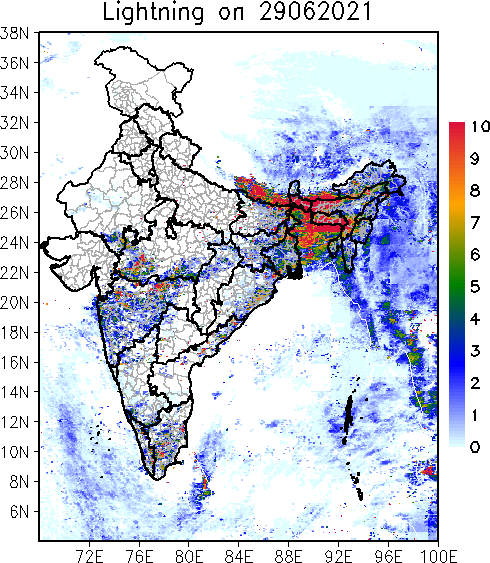 Lightning on 29062021
38N
36N
34N
32N
30N
28N
26N
24N
22N
20N
18N
16N
14N
12N
10N
8N
6N
72E 76E 80E 84E 88E 92E 96E 100E
10
9
8
7
6
5
4
3
2
1
0